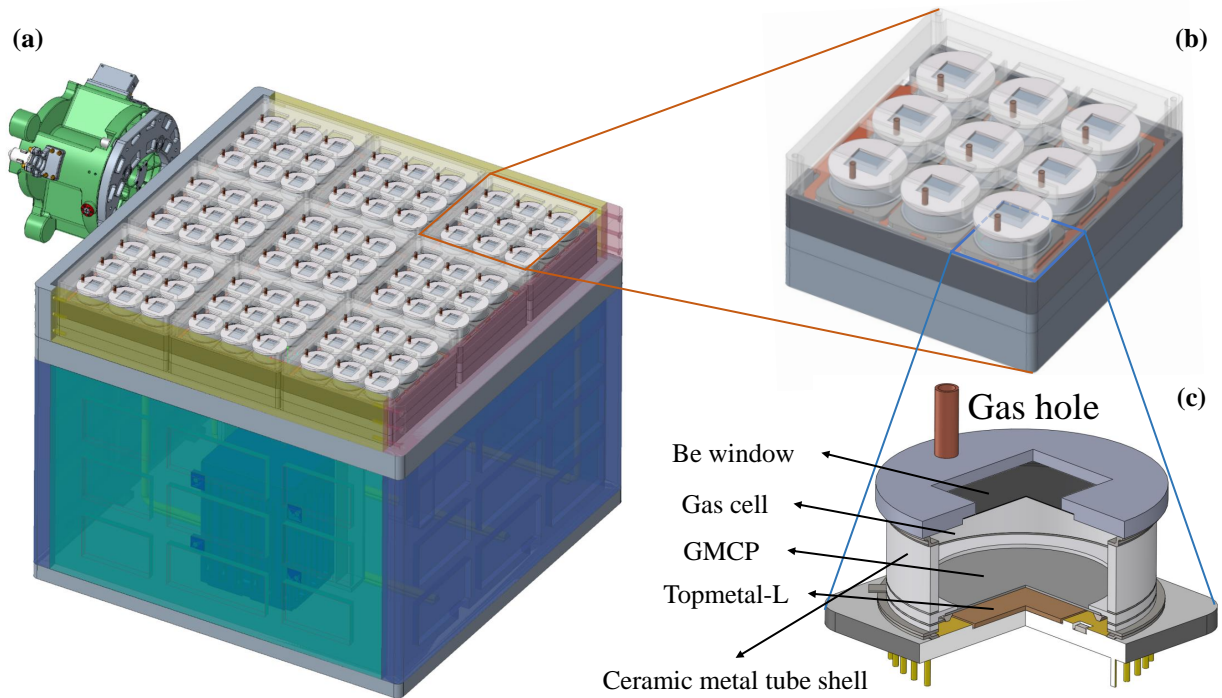 (a)
(b)
(c)
Gas hole
Be window
Gas cell
GMCP
Topmetal-L
Ceramic metal tube shell